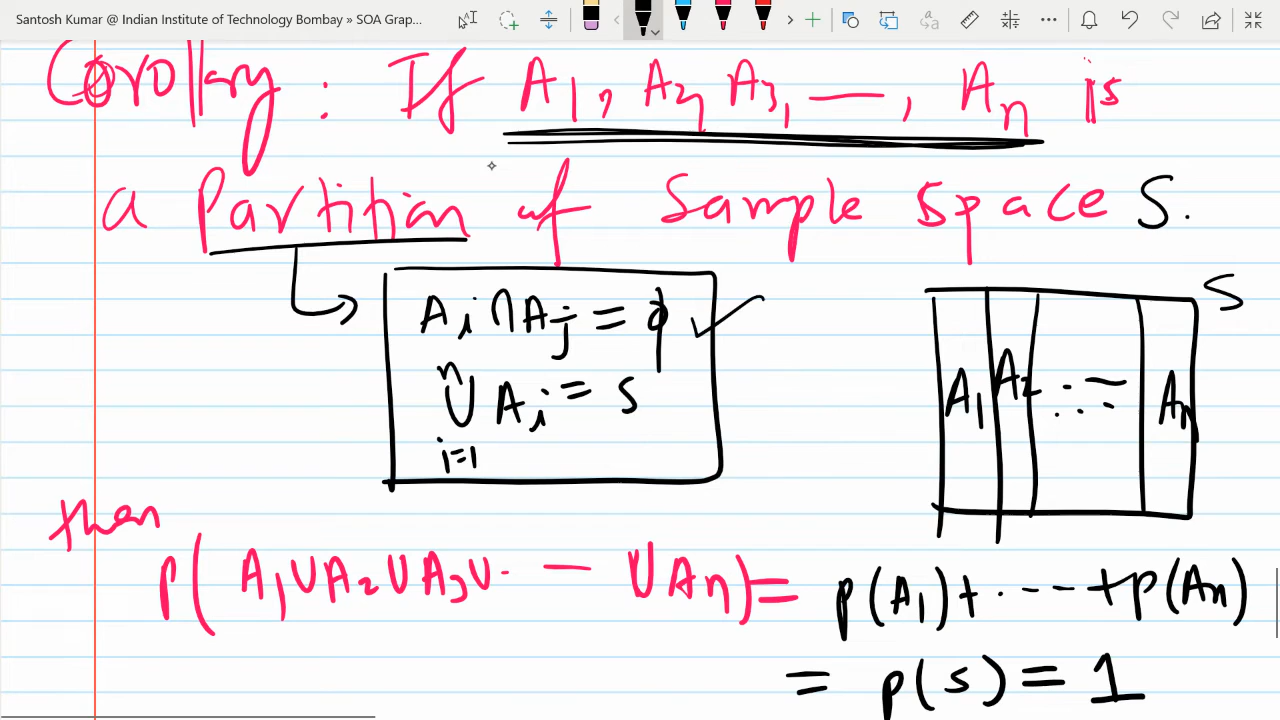 Santosh Kumar @ Indian Institute of Technology Bombay » SOA Grap...
Corollary : If A1, A2, A3, —, An is
a Partition of Sample space S.
Ai ∩ Aj = ϕ ✓
n
∪ Ai = S
i=1
S
A1 A2 ... An
then
P( A1 ∪ A2 ∪ A3 ∪ · — ∪ An) = P(A1) + · - - - + P(An)
= P(S) = 1